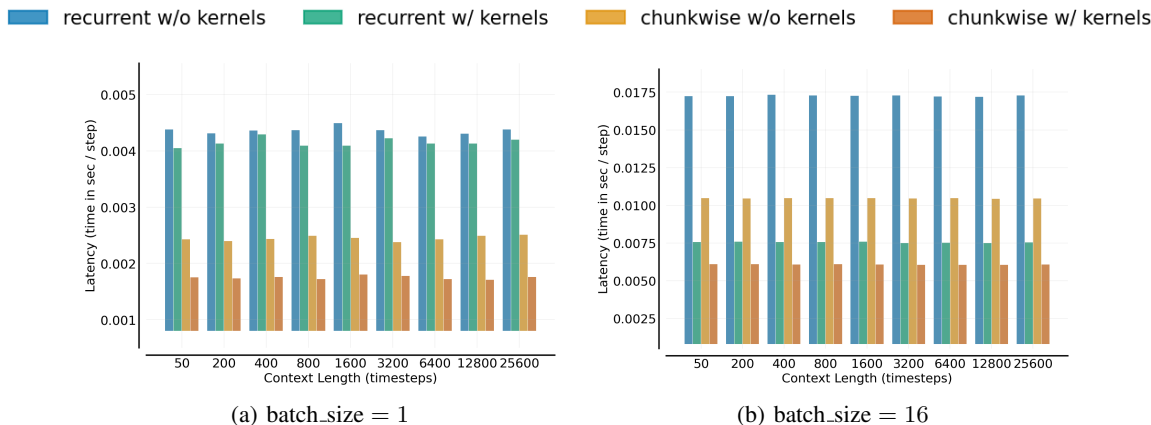 recurrent w/o kernels recurrent w/ kernels chunkwise w/o kernels chunkwise w/ kernels
Latency (time in sec / step)
0.005
0.004
0.003
0.002
0.001
50 200 400 800 1600 3200 6400 12800 25600
Context Length (timesteps)
(a) batch_size = 1
Latency (time in sec / step)
0.0175
0.0150
0.0125
0.0100
0.0075
0.0050
0.0025
50 200 400 800 1600 3200 6400 12800 25600
Context Length (timesteps)
(b) batch_size = 16